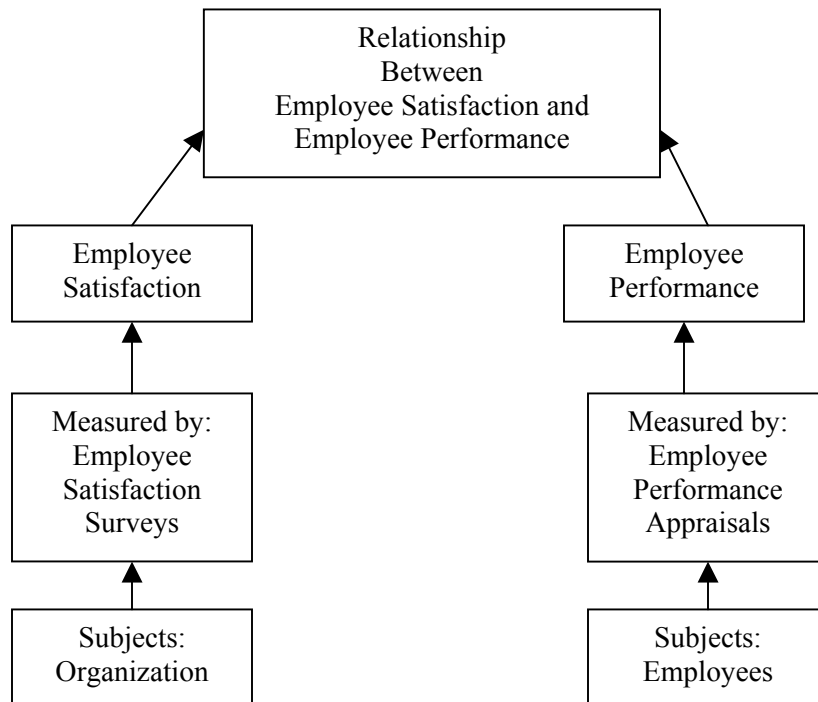 Relationship
Between
Employee Satisfaction and
Employee Performance
Employee
Satisfaction
Employee
Performance
Measured by:
Employee
Satisfaction
Surveys
Measured by:
Employee
Performance
Appraisals
Subjects:
Organization
Subjects:
Employees